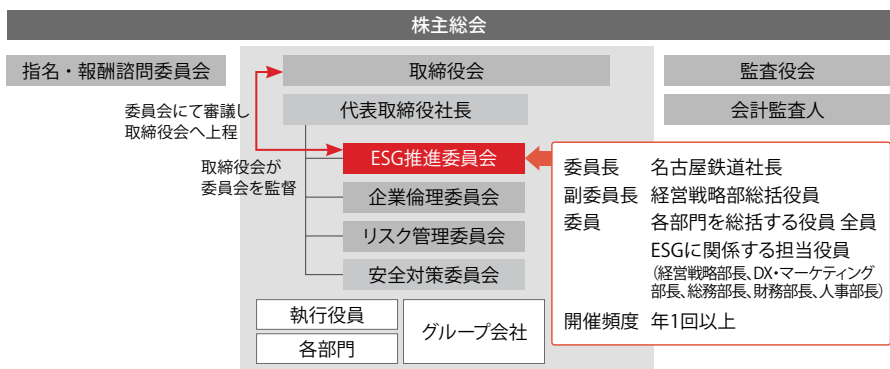 株主総会
指名・報酬諮問委員会
取締役会
監査役会
代表取締役社長
会計監査人
委員会にて審議し
取締役会へ上程
ESG推進委員会
取締役会が
委員会を監督
企業倫理委員会
リスク管理委員会
安全対策委員会
執行役員
各部門
グループ会社
委員長 名古屋鉄道社長
副委員長 経営戦略部総括役員
委員 各部門を総括する役員 全員
ESGに関係する担当役員
(経営戦略部長、DX・マーケティング
部長、総務部長、財務部長、人事部長)
開催頻度 年1回以上